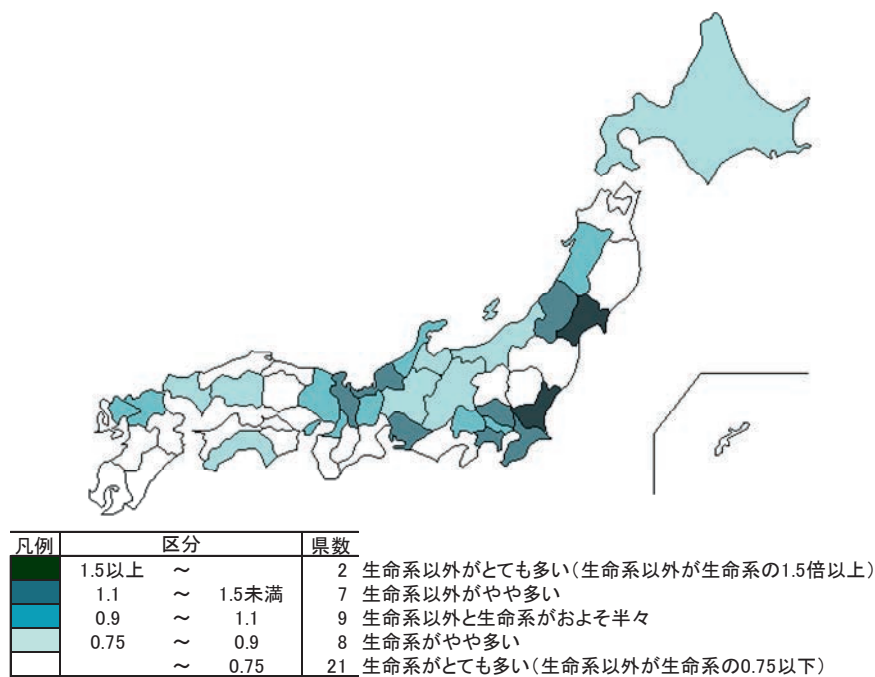 凡例 区分 県数
1.5以上 ～ 2 生命系以外がとても多い（生命系以外が生命系の1.5倍以上）
1.1 ～ 1.5未満 7 生命系以外がやや多い
0.9 ～ 1.1 9 生命系以外と生命系がおよそ半々
0.75 ～ 0.9 8 生命系がやや多い
～ 0.75 21 生命系がとても多い（生命系以外が生命系の0.75以下）